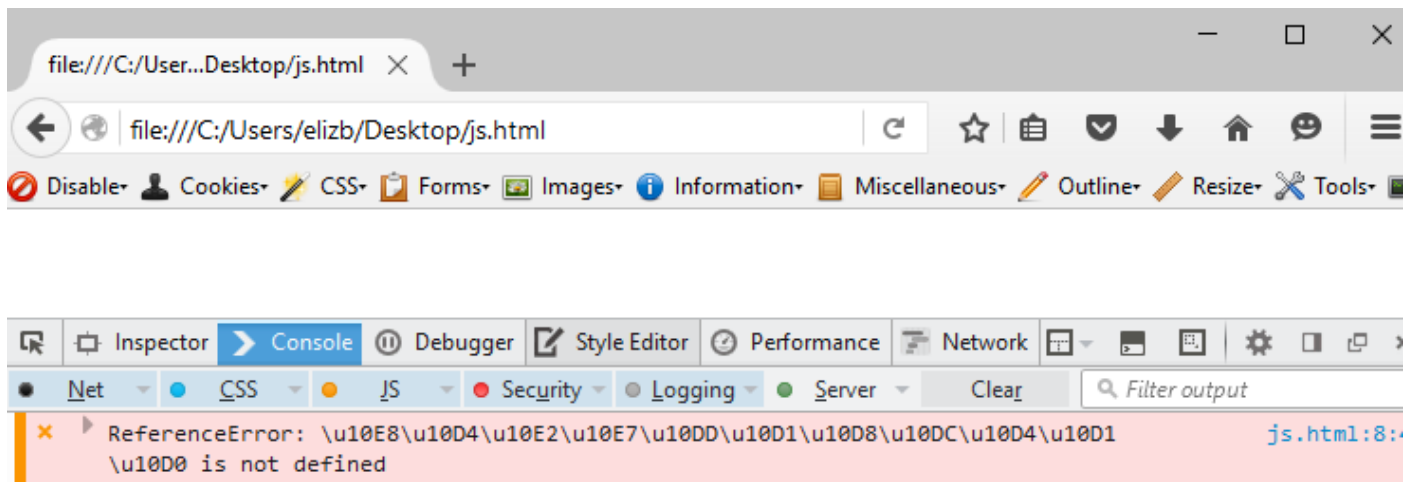 file:///C:/User...Desktop/js.html
file:///C:/Users/elizb/Desktop/js.html
Disable Cookies CSS Forms Images Information Miscellaneous Outline Resize Tools
Inspector Console Debugger Style Editor Performance Network
Net CSS JS Security Logging Server Clear Filter output
ReferenceError: \u10E8\u10D4\u10E2\u10E7\u10DD\u10D1\u10D8\u10DC\u10D4\u10D1 js.html:8:4
\u10D0 is not defined